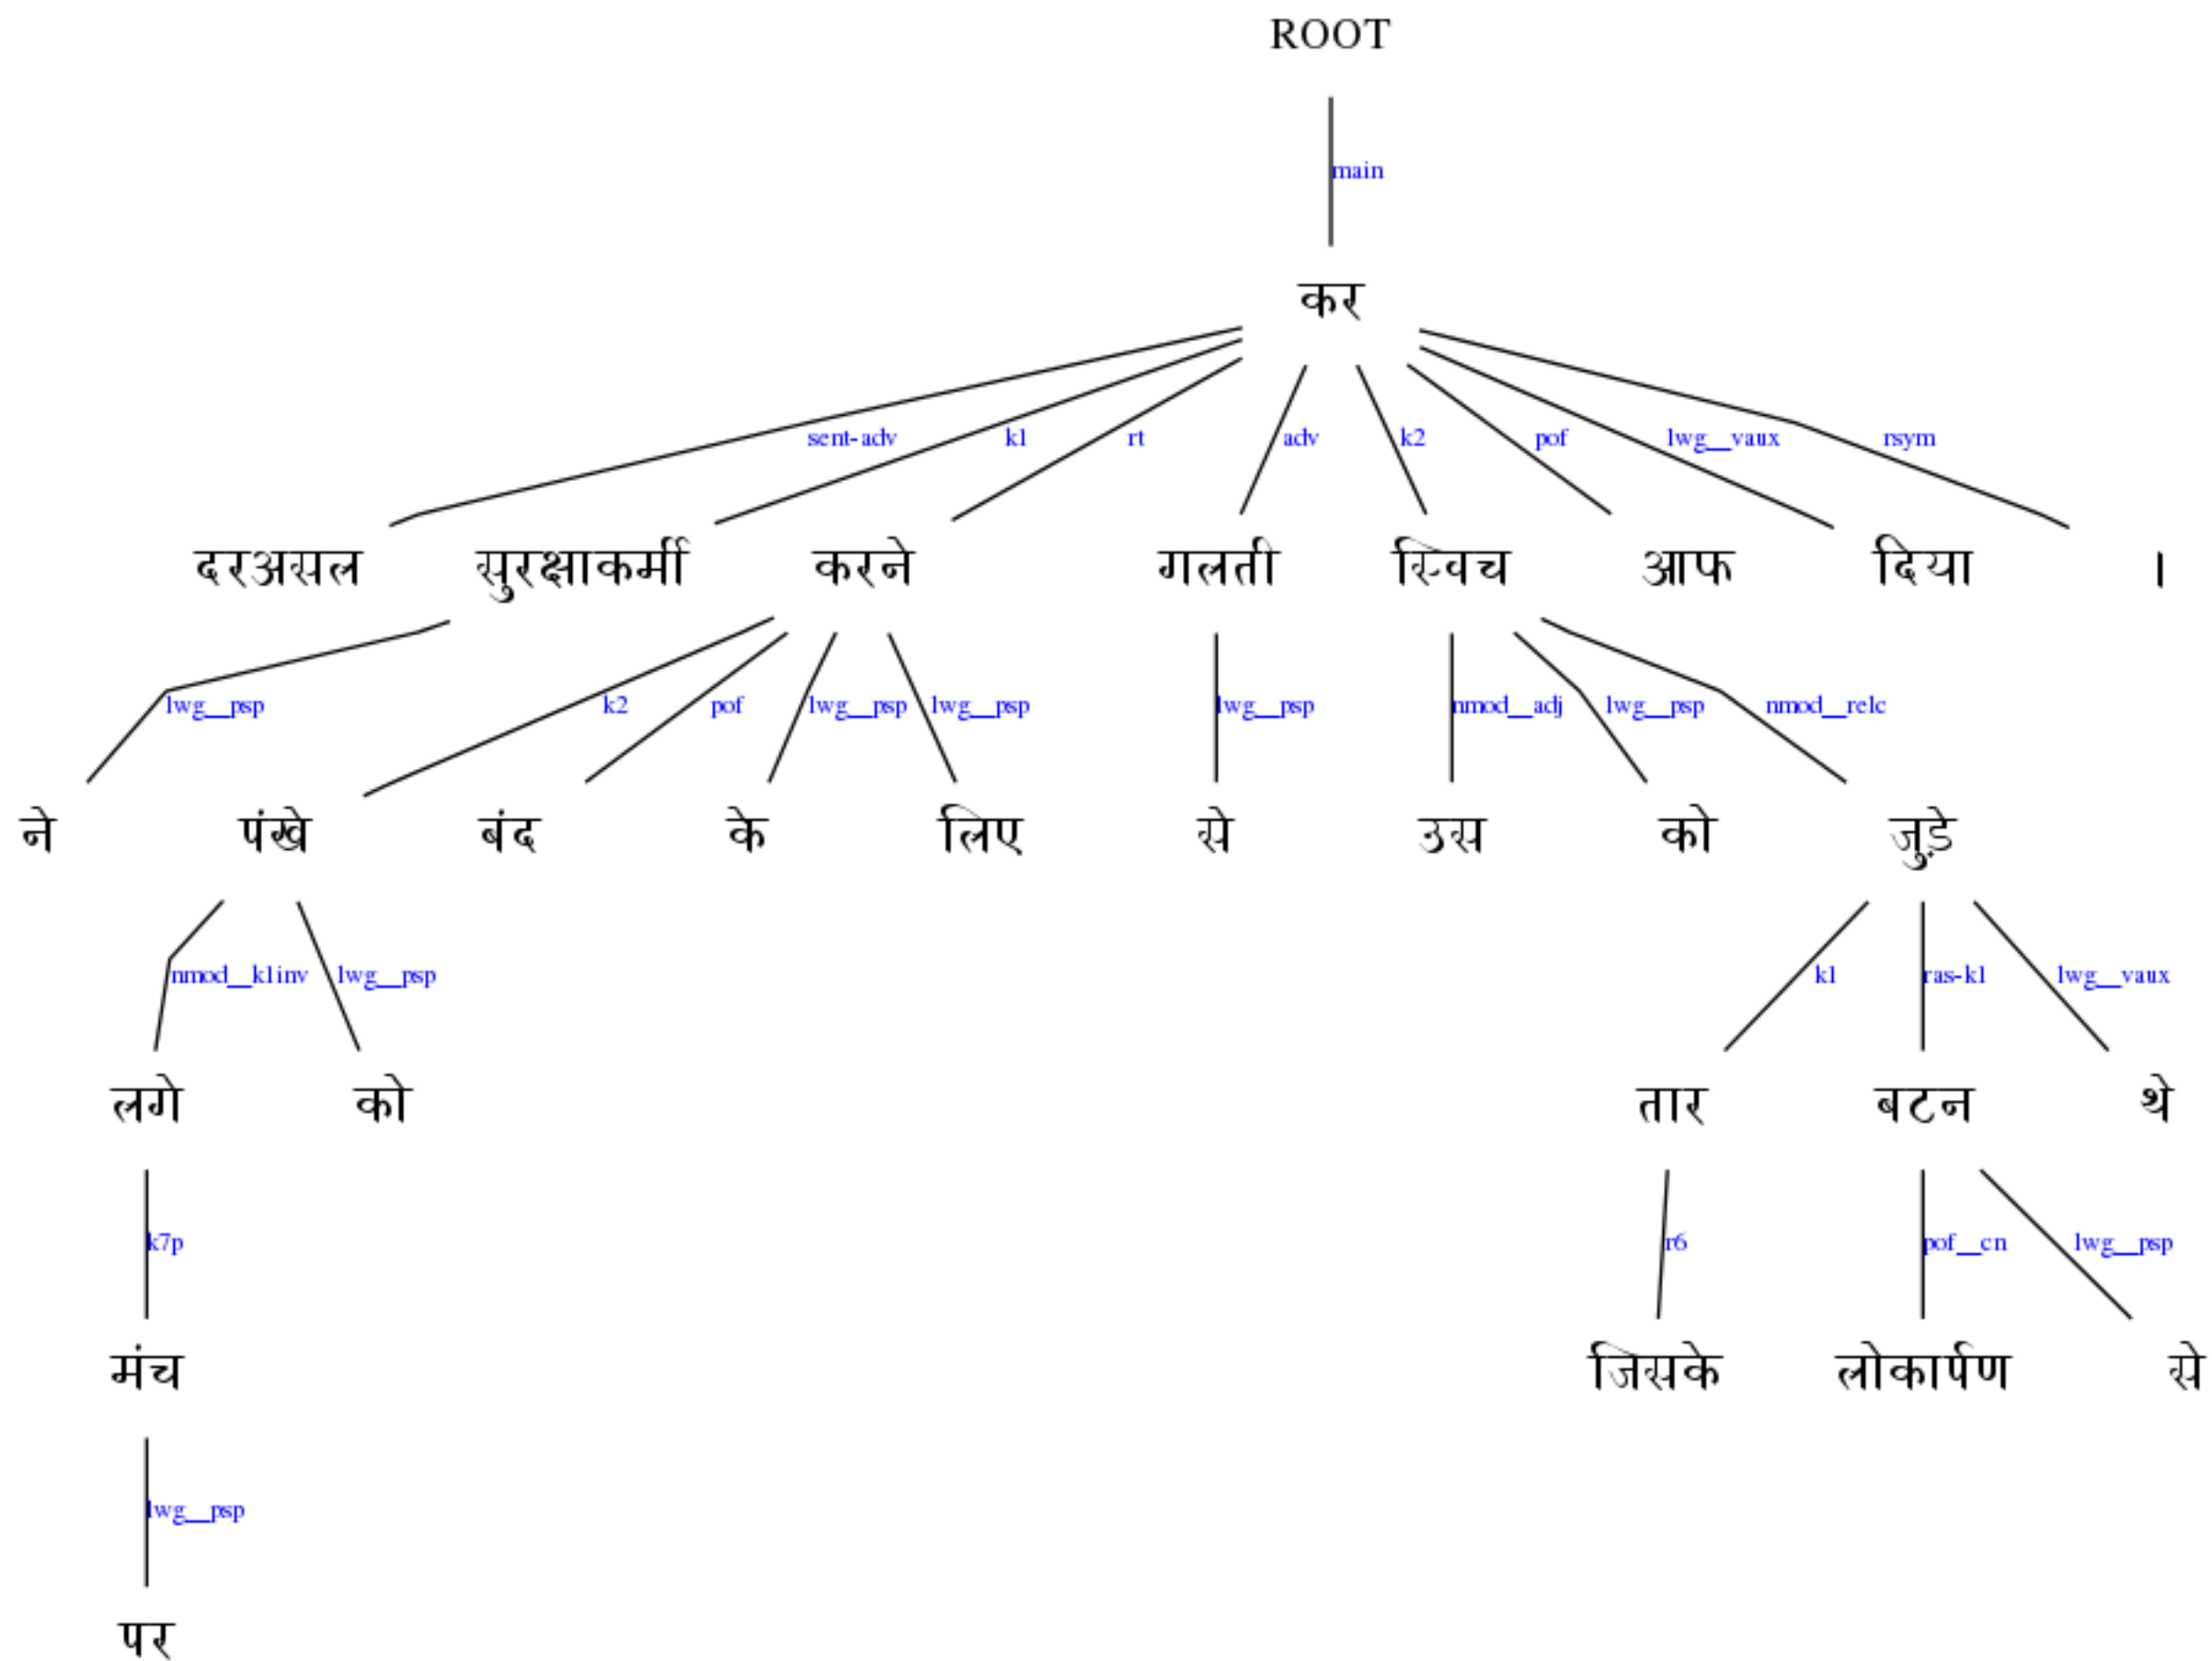 ROOT
main
कर
sent-adv k1 rt adv k2 pof lwg__vaux rsym
दरअसल सुरक्षाकर्मी करने गलती स्विच आफ दिया ।
lwg__psp k2 pof lwg__psp lwg__psp lwg__psp nmod__adj lwg__psp nmod__relc
ने पंखे बंद के लिए से उस को जुड़े
nmod__k1inv lwg__psp k1 ras-k1 lwg__vaux
लगे को तार बटन थे
k7p r6 pof__cn lwg__psp
मंच जिसके लोकार्पण से
lwg__psp
पर